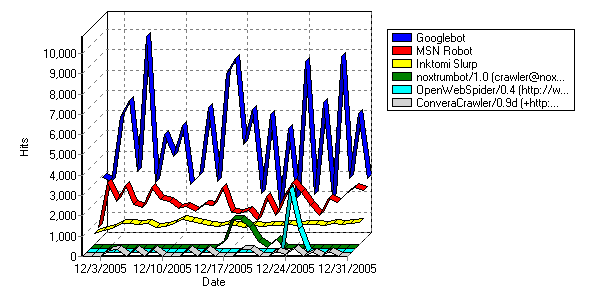 Hits
10,000
9,000
8,000
7,000
6,000
5,000
4,000
3,000
2,000
1,000
0
12/3/2005 12/10/2005 12/17/2005 12/24/2005 12/31/2005
Date
Googlebot
MSN Robot
Inktomi Slurp
noxtrumbot/1.0 (crawler@nox...
OpenWebSpider/0.4 (http://w...
ConveraCrawler/0.9d (+http:...